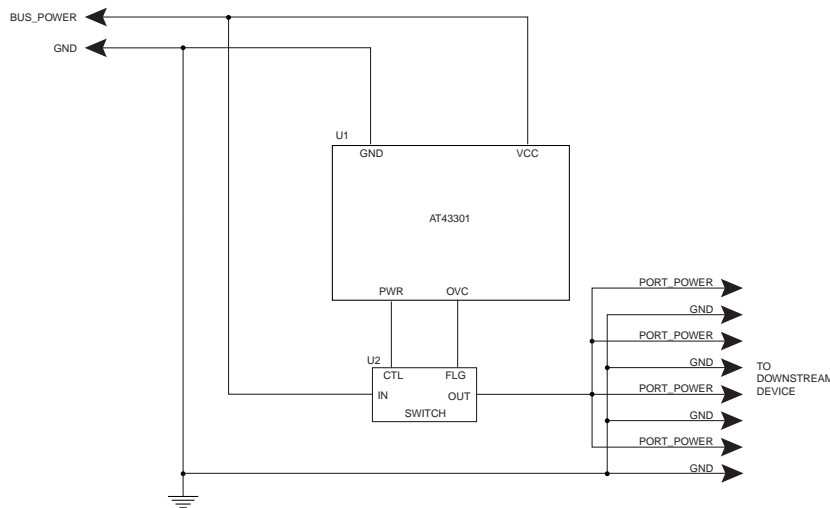 BUS_POWER
GND
U1
GND VCC
AT43301
PWR OVC
U2
CTL FLG
IN OUT
SWITCH
PORT_POWER
GND
PORT_POWER
GND
TO
DOWNSTREAM
DEVICE
PORT_POWER
GND
PORT_POWER
GND